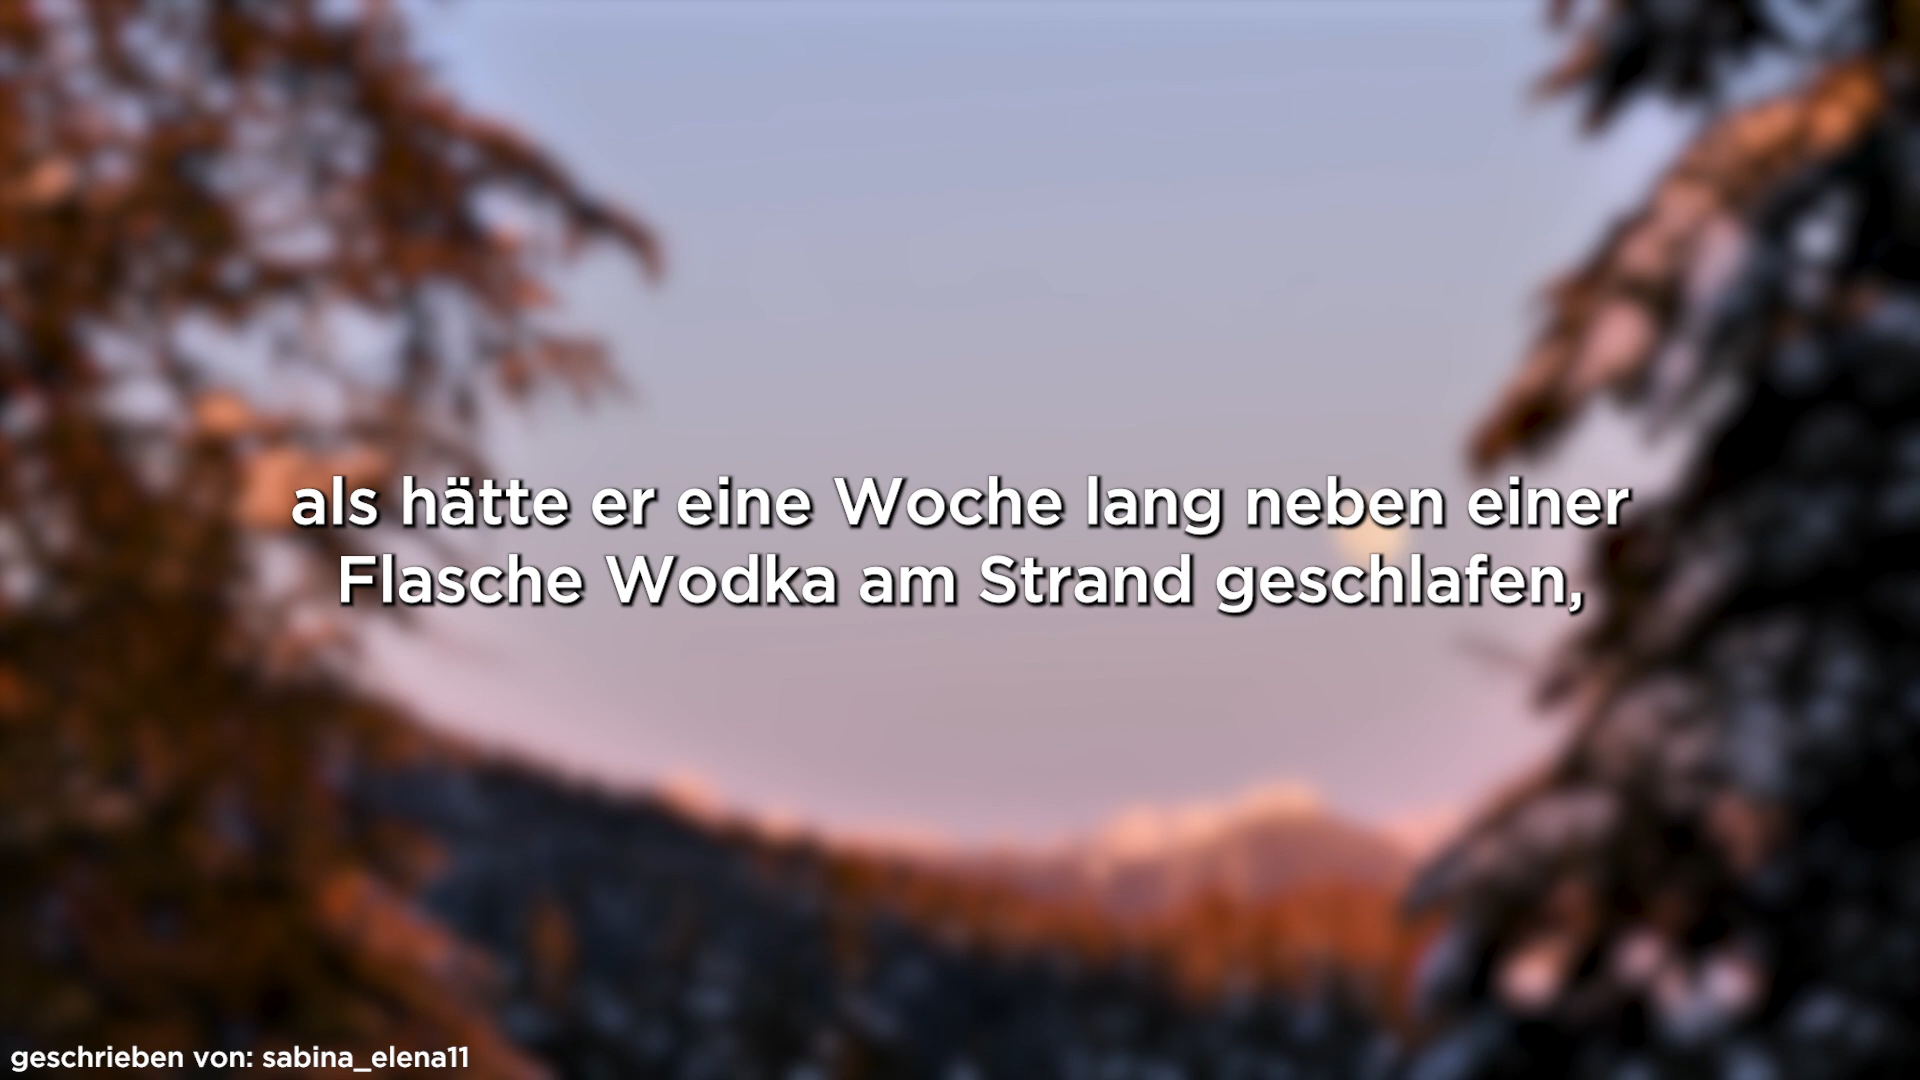 als hätte er eine Woche lang neben einer
Flasche Wodka am Strand geschlafen,
geschrieben von: sabina_elena11